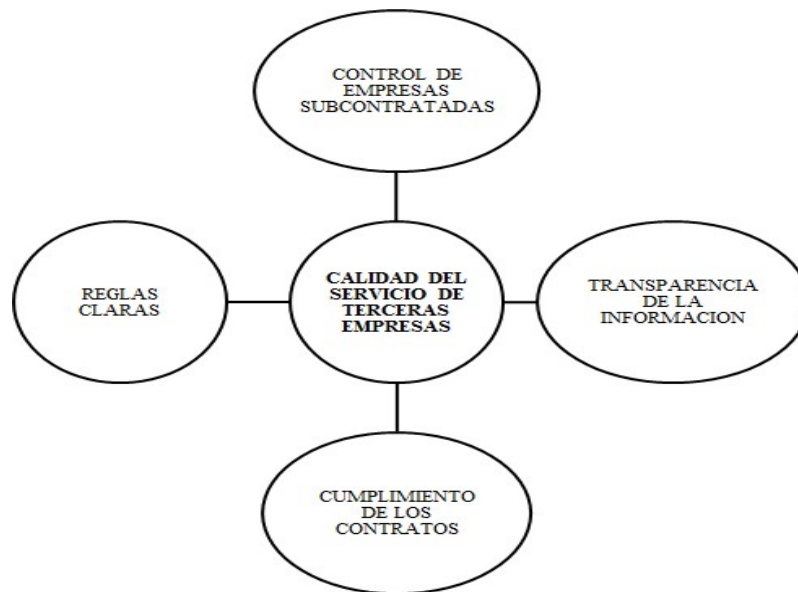 CONTROL DE
EMPRESAS
SUBCONTRATADAS
REGLAS
CLARAS
CALIDAD DEL
SERVICIO DE
TERCERAS
EMPRESAS
TRANSPARENCIA
DE LA
INFORMACION
CUMPLIMIENTO
DE LOS
CONTRATOS